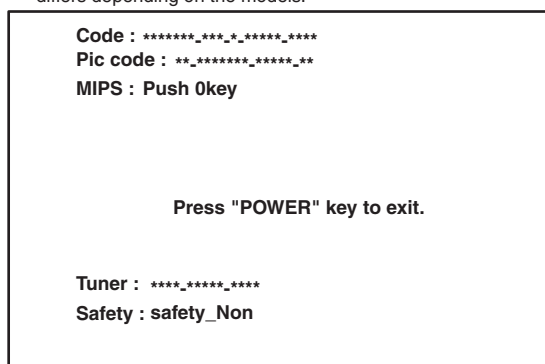 differs depending on the models.
Code : *******-***-*-*****-****
Pic code : **-*******-*****-**
MIPS : Push 0key
Press "POWER" key to exit.
Tuner : ****-*****-****
Safety : safety_Non